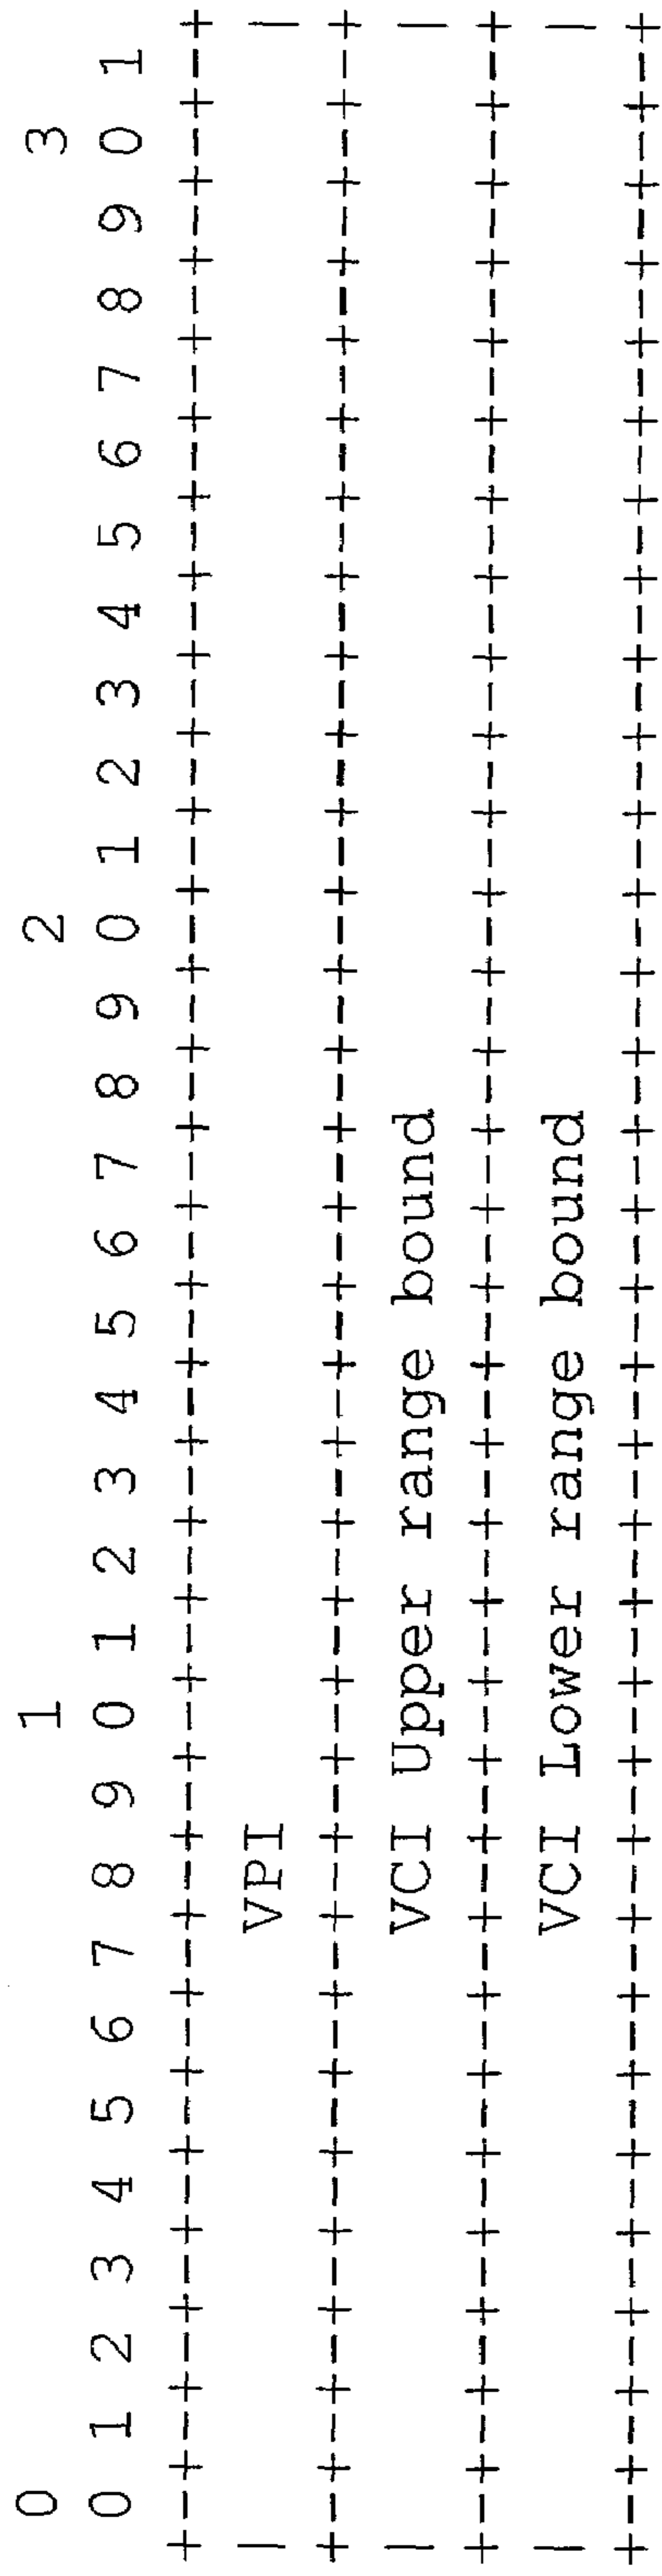 0                   1                   2                   3
 0 1 2 3 4 5 6 7 8 9 0 1 2 3 4 5 6 7 8 9 0 1 2 3 4 5 6 7 8 9 0 1
+-+-+-+-+-+-+-+-+-+-+-+-+-+-+-+-+-+-+-+-+-+-+-+-+-+-+-+-+-+-+-+-+
|               VPI                                             |
+-+-+-+-+-+-+-+-+-+-+-+-+-+-+-+-+-+-+-+-+-+-+-+-+-+-+-+-+-+-+-+-+
|               VCI Upper range bound                           |
+-+-+-+-+-+-+-+-+-+-+-+-+-+-+-+-+-+-+-+-+-+-+-+-+-+-+-+-+-+-+-+-+
|               VCI Lower range bound                           |
+-+-+-+-+-+-+-+-+-+-+-+-+-+-+-+-+-+-+-+-+-+-+-+-+-+-+-+-+-+-+-+-+